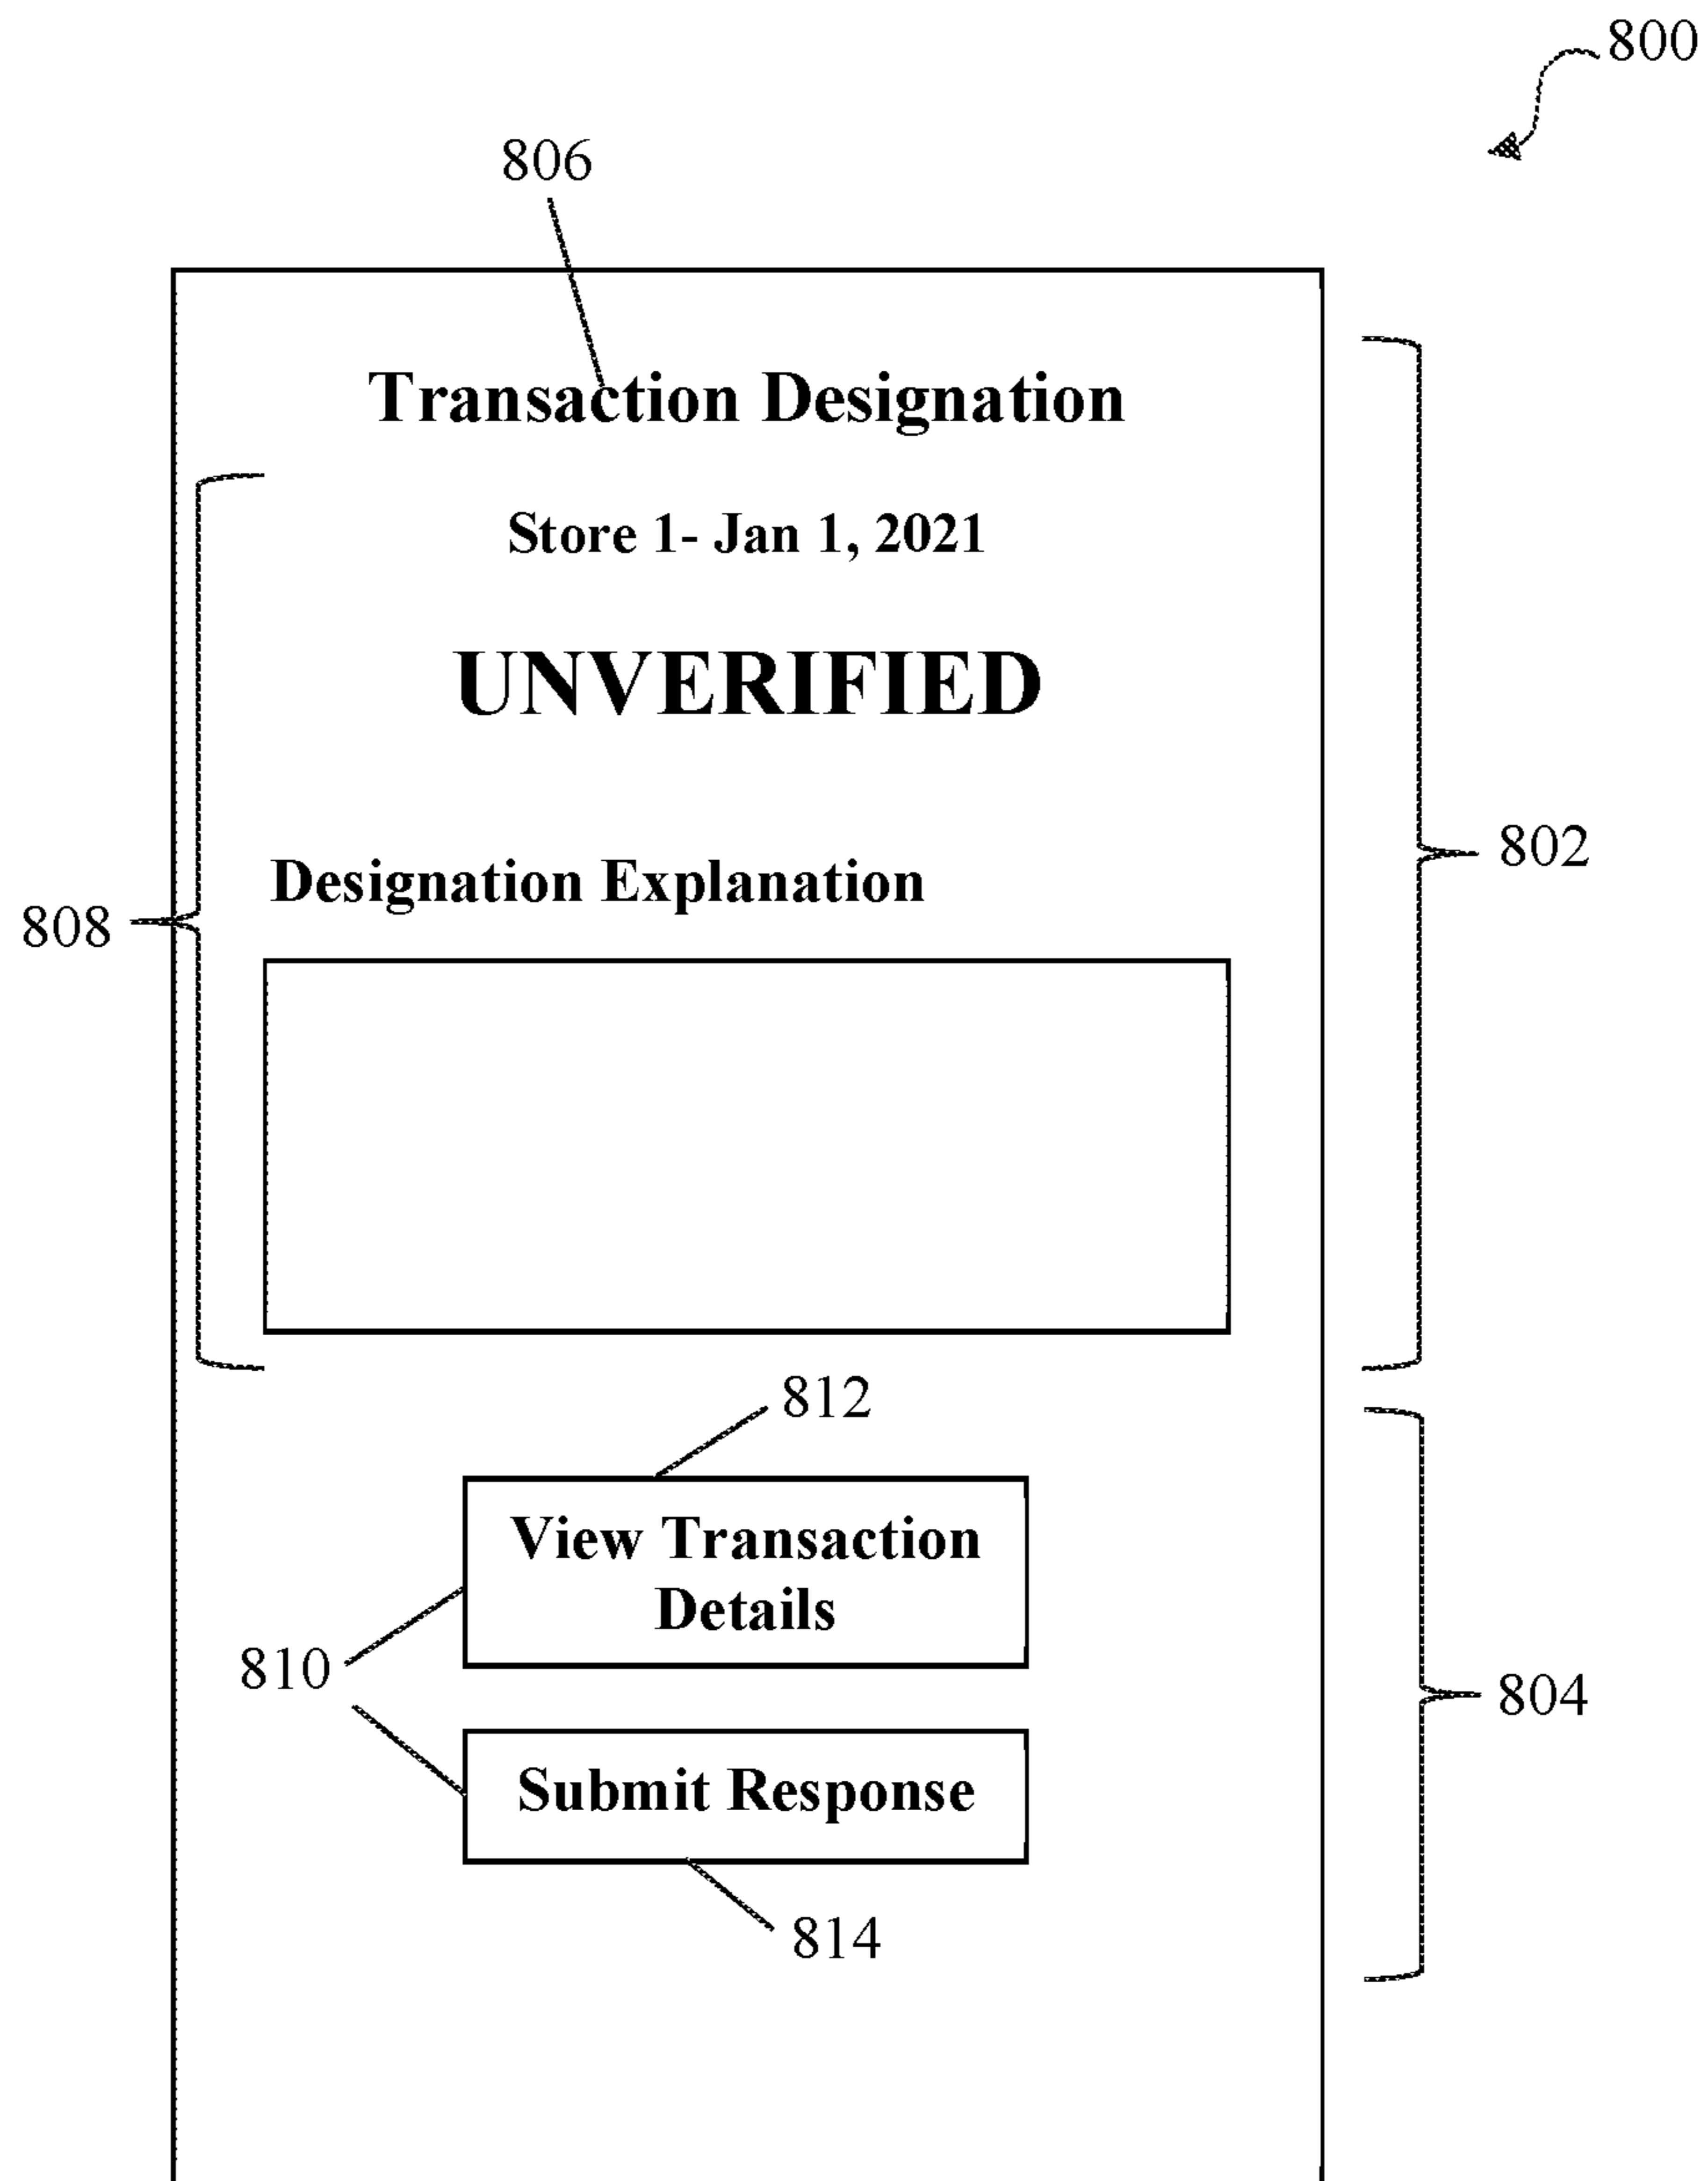 800
806
Transaction Designation
Store 1- Jan 1, 2021
UNVERIFIED
802
Designation Explanation
808
812
View Transaction
Details
810
804
Submit Response
814